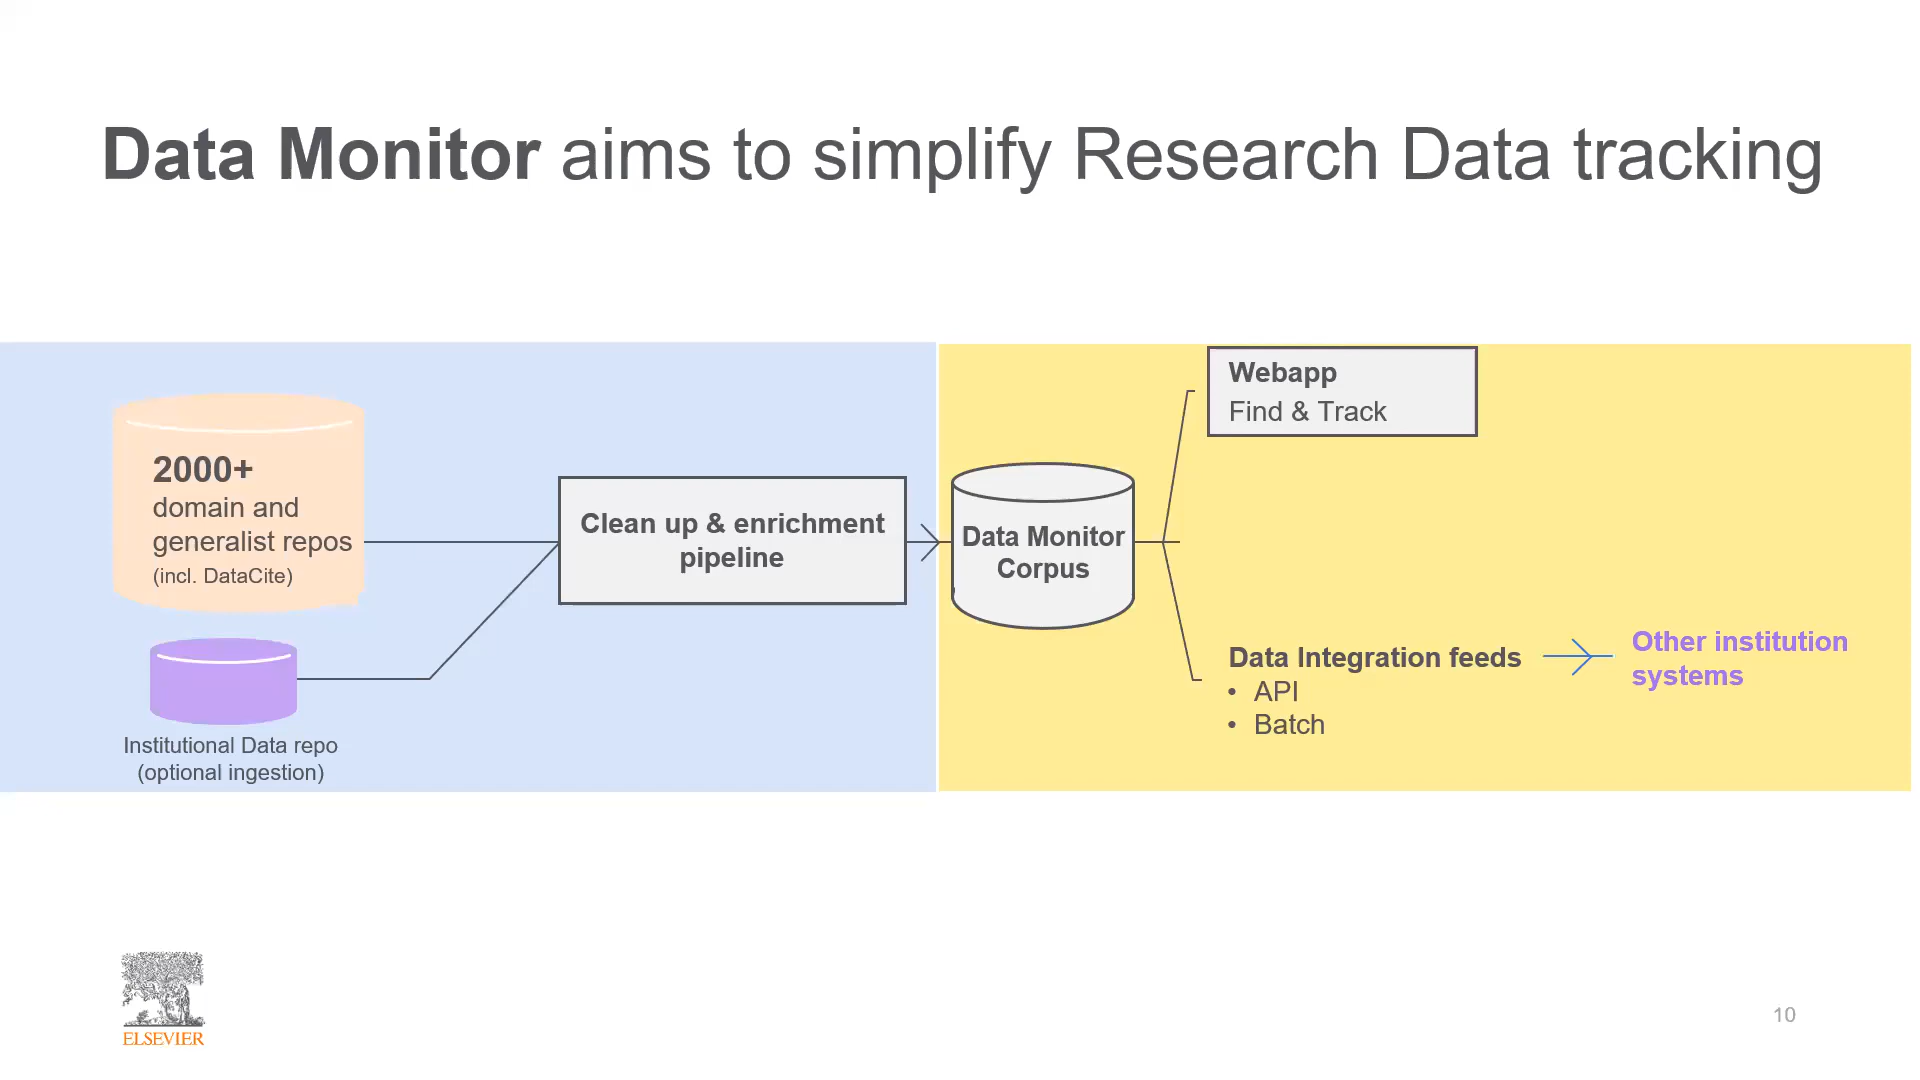 Data Monitor aims to simplify Research Data tracking
2000+
domain and
generalist repos
(incl. DataCite)
Institutional Data repo
(optional ingestion)
Clean up & enrichment
pipeline
Data Monitor
Corpus
Webapp
Find & Track
Data Integration feeds
• API
• Batch
Other institution
systems
ELSEVIER
10